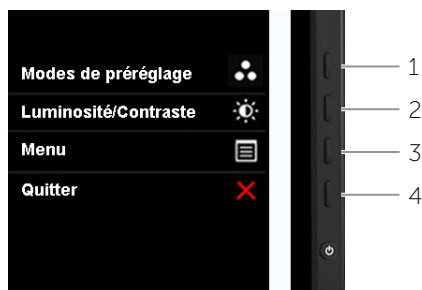 Modes de préréglage
1
Luminosité/Contraste
2
Menu
3
Quitter
4